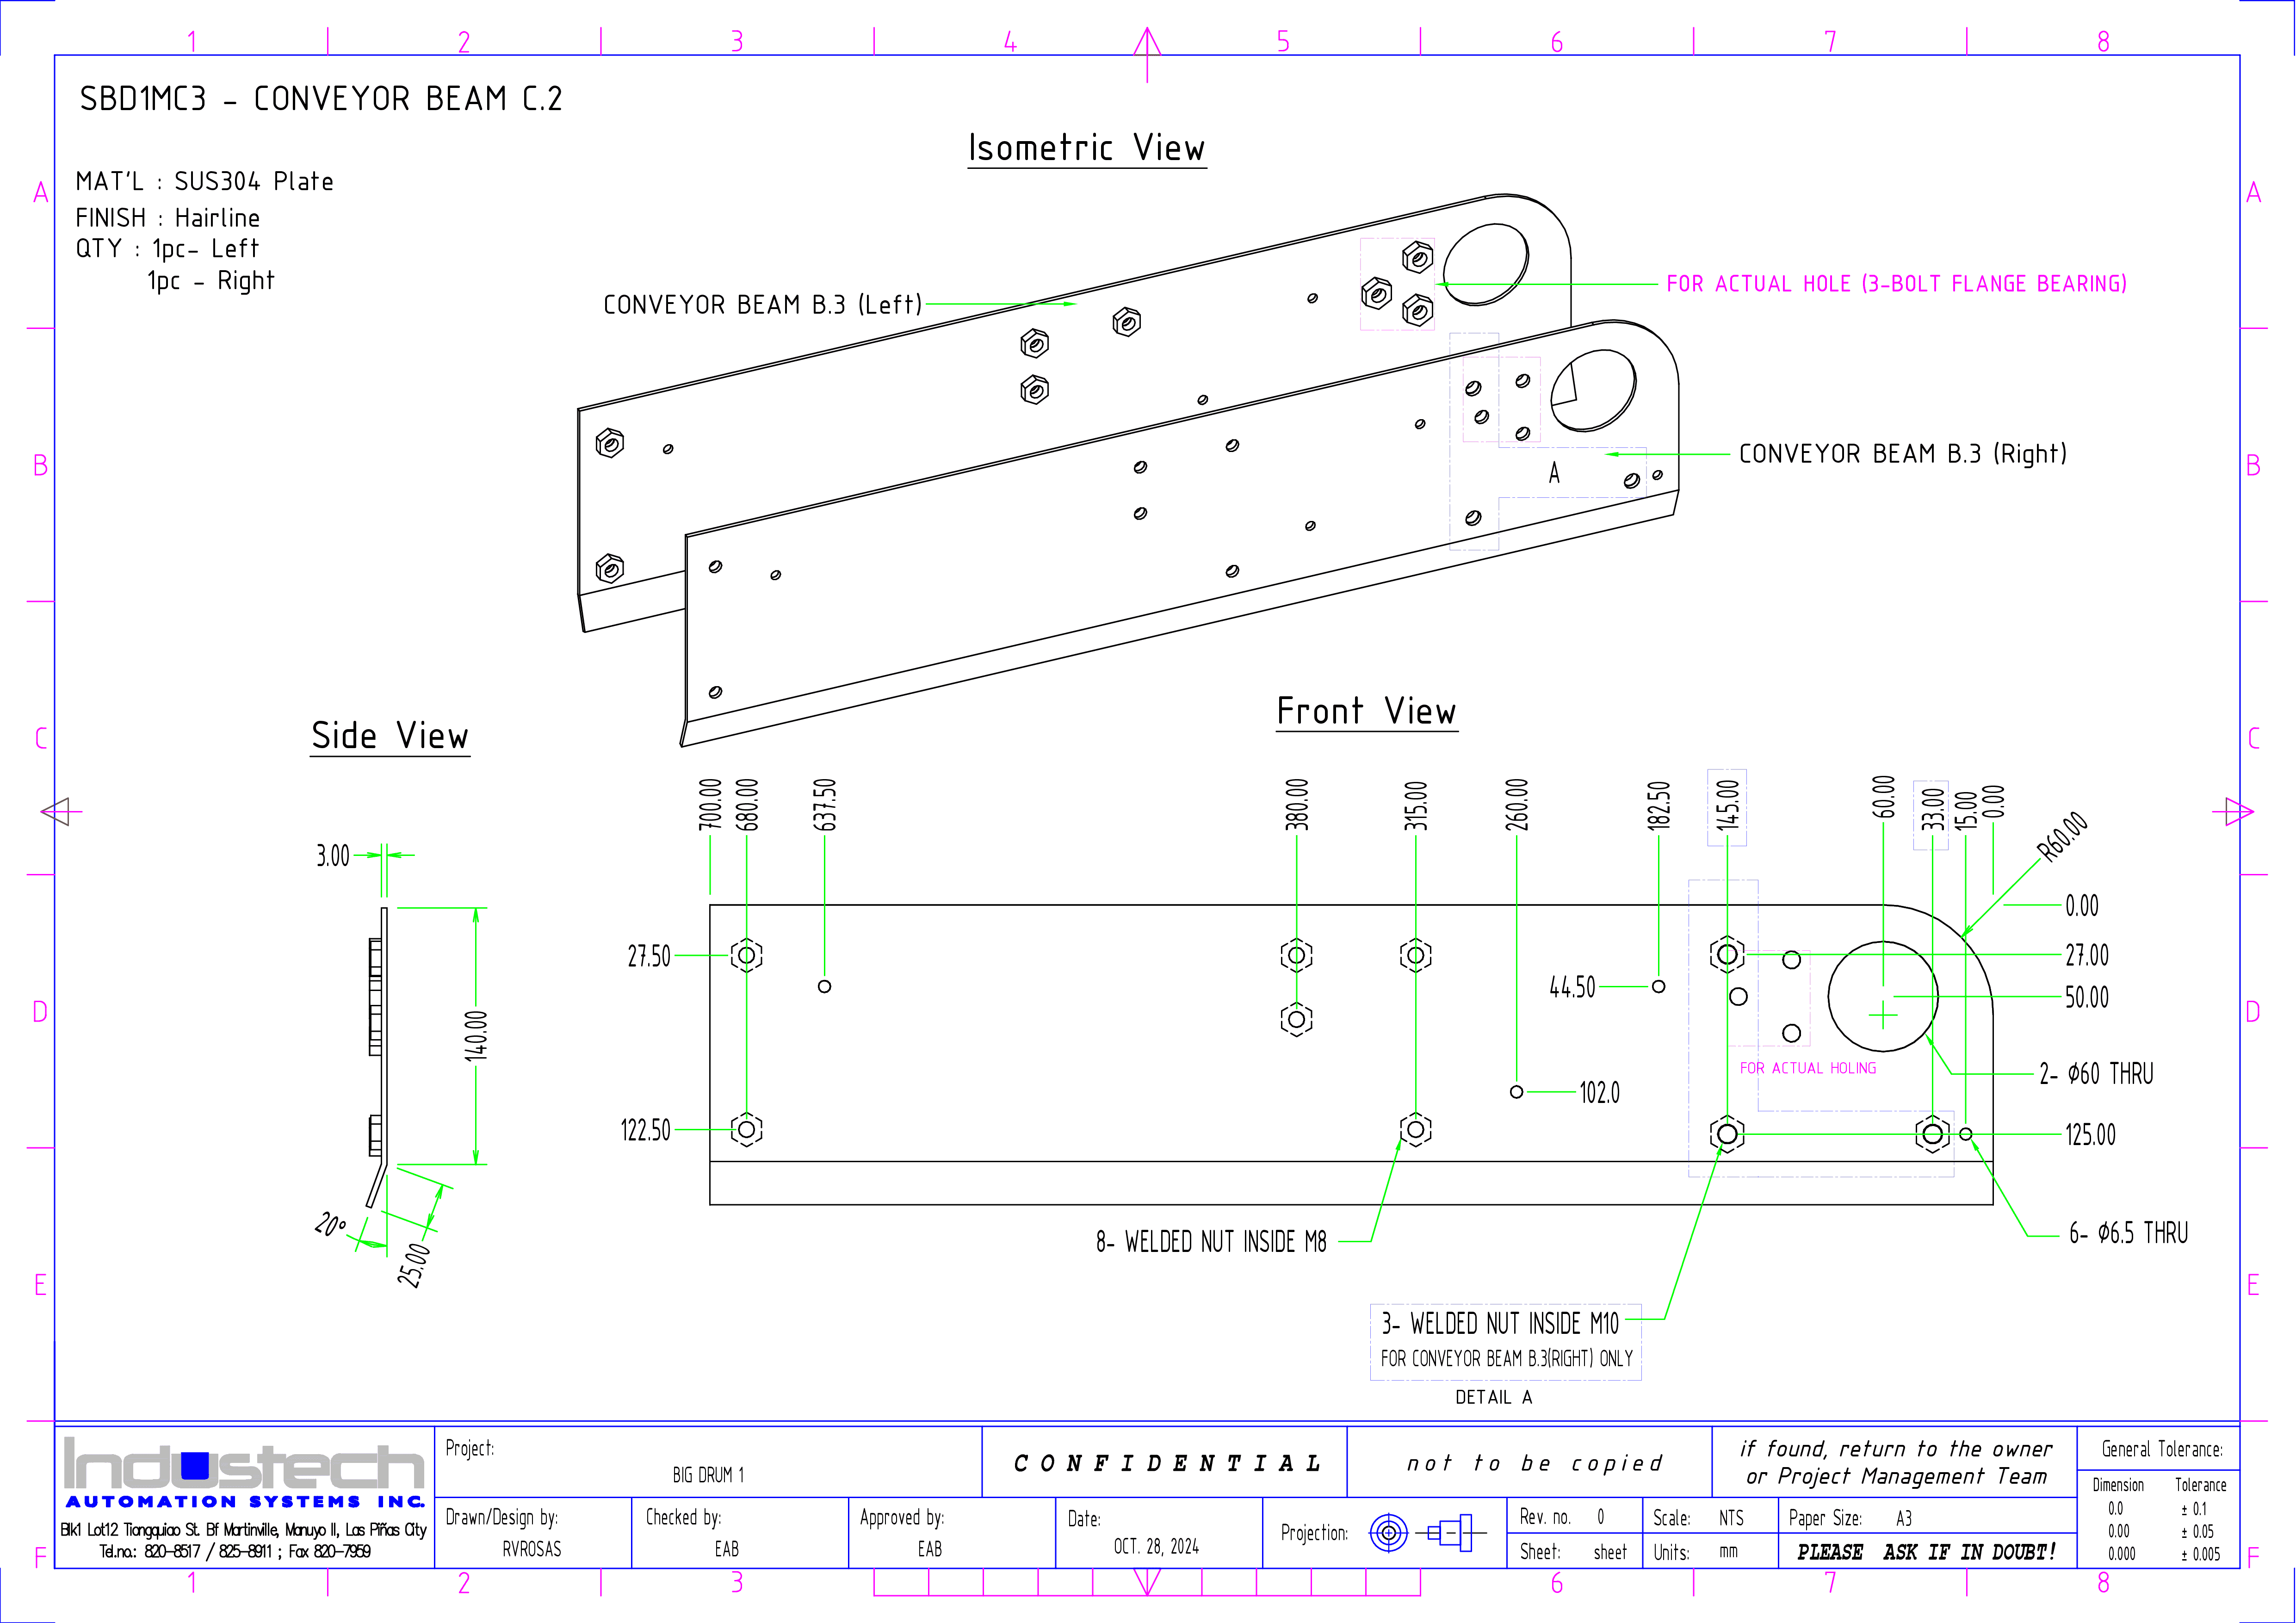 1 2 3 4 5 6 7 8
SBD1MC3 - CONVEYOR BEAM C.2
Isometric View
MAT'L : SUS304 Plate
FINISH : Hairline
QTY : 1pc- Left
1pc - Right
A
A
FOR ACTUAL HOLE (3-BOLT FLANGE BEARING)
CONVEYOR BEAM B.3 (Left)
CONVEYOR BEAM B.3 (Right)
A
B
B
Front View
Side View
C
C
700.00 680.00 637.50 380.00 315.00 260.00 182.50 145.00 60.00 33.00 15.00 0.00
R60.00
3.00
0.00
27.50
27.00
44.50
50.00
140.00
D
D
FOR ACTUAL HOLING
2- Ø60 THRU
102.0
122.50
125.00
20°
25.00
8- WELDED NUT INSIDE M8
6- Ø6.5 THRU
E
E
3- WELDED NUT INSIDE M10
FOR CONVEYOR BEAM B.3(RIGHT) ONLY
DETAIL A
Industech
AUTOMATION SYSTEMS INC.
Blk1 Lot12 Tiongquiao St. Bf Martinville, Manuyo II, Las Piñas City
Tel.no.: 820-8517 / 825-8911 ; Fax 820-7959
Project:
BIG DRUM 1
CONFIDENTIAL
not to be copied
if found, return to the owner
or Project Management Team
General Tolerance:
Dimension Tolerance
0.0 ± 0.1
0.00 ± 0.05
0.000 ± 0.005
Drawn/Design by:
RVROSAS
Checked by:
EAB
Approved by:
EAB
Date:
OCT. 28, 2024
Projection:
Rev. no. 0
Sheet: sheet
Scale: NTS
Units: mm
Paper Size: A3
PLEASE ASK IF IN DOUBT!
F
F
1 2 3 6 7 8